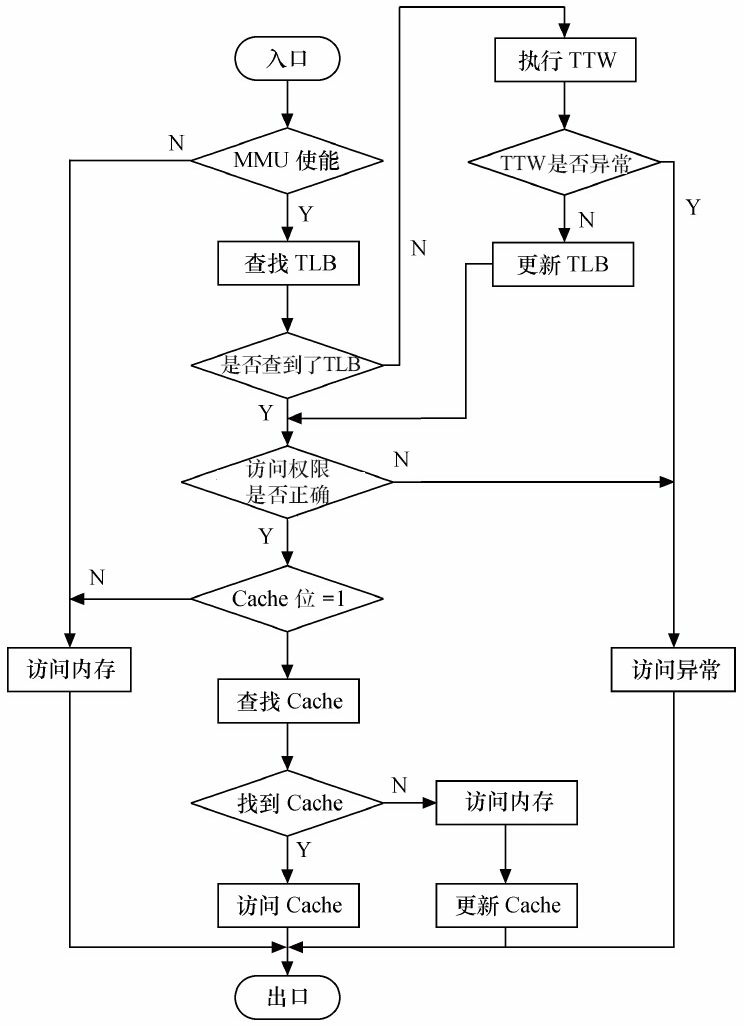 入口
执行 TTW
N
MMU 使能
TTW是否异常
Y
Y
N
N
查找 TLB
更新 TLB
是否查到了TLB
Y
访问权限
是否正确
N
Y
N
Cache 位 =1
访问内存
访问异常
查找 Cache
找到 Cache
N
访问内存
Y
访问 Cache
更新 Cache
出口